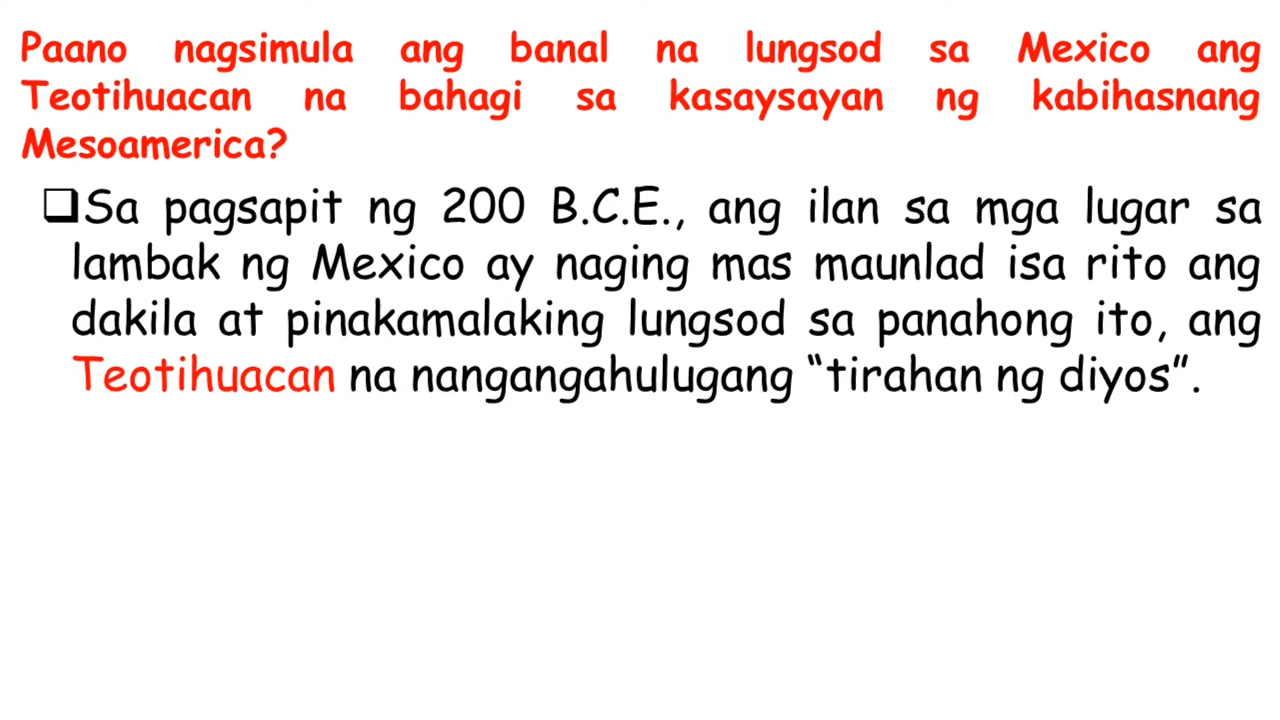 Paano nagsimula ang banal na lungsod sa Mexico ang
Teotihuacan na bahagi sa kasaysayan ng kabihasnang
Mesoamerica?
❑Sa pagsapit ng 200 B.C.E., ang ilan sa mga lugar sa
lambak ng Mexico ay naging mas maunlad isa rito ang
dakila at pinakamalaking lungsod sa panahong ito, ang
Teotihuacan na nangangahulugang “tirahan ng diyos”.